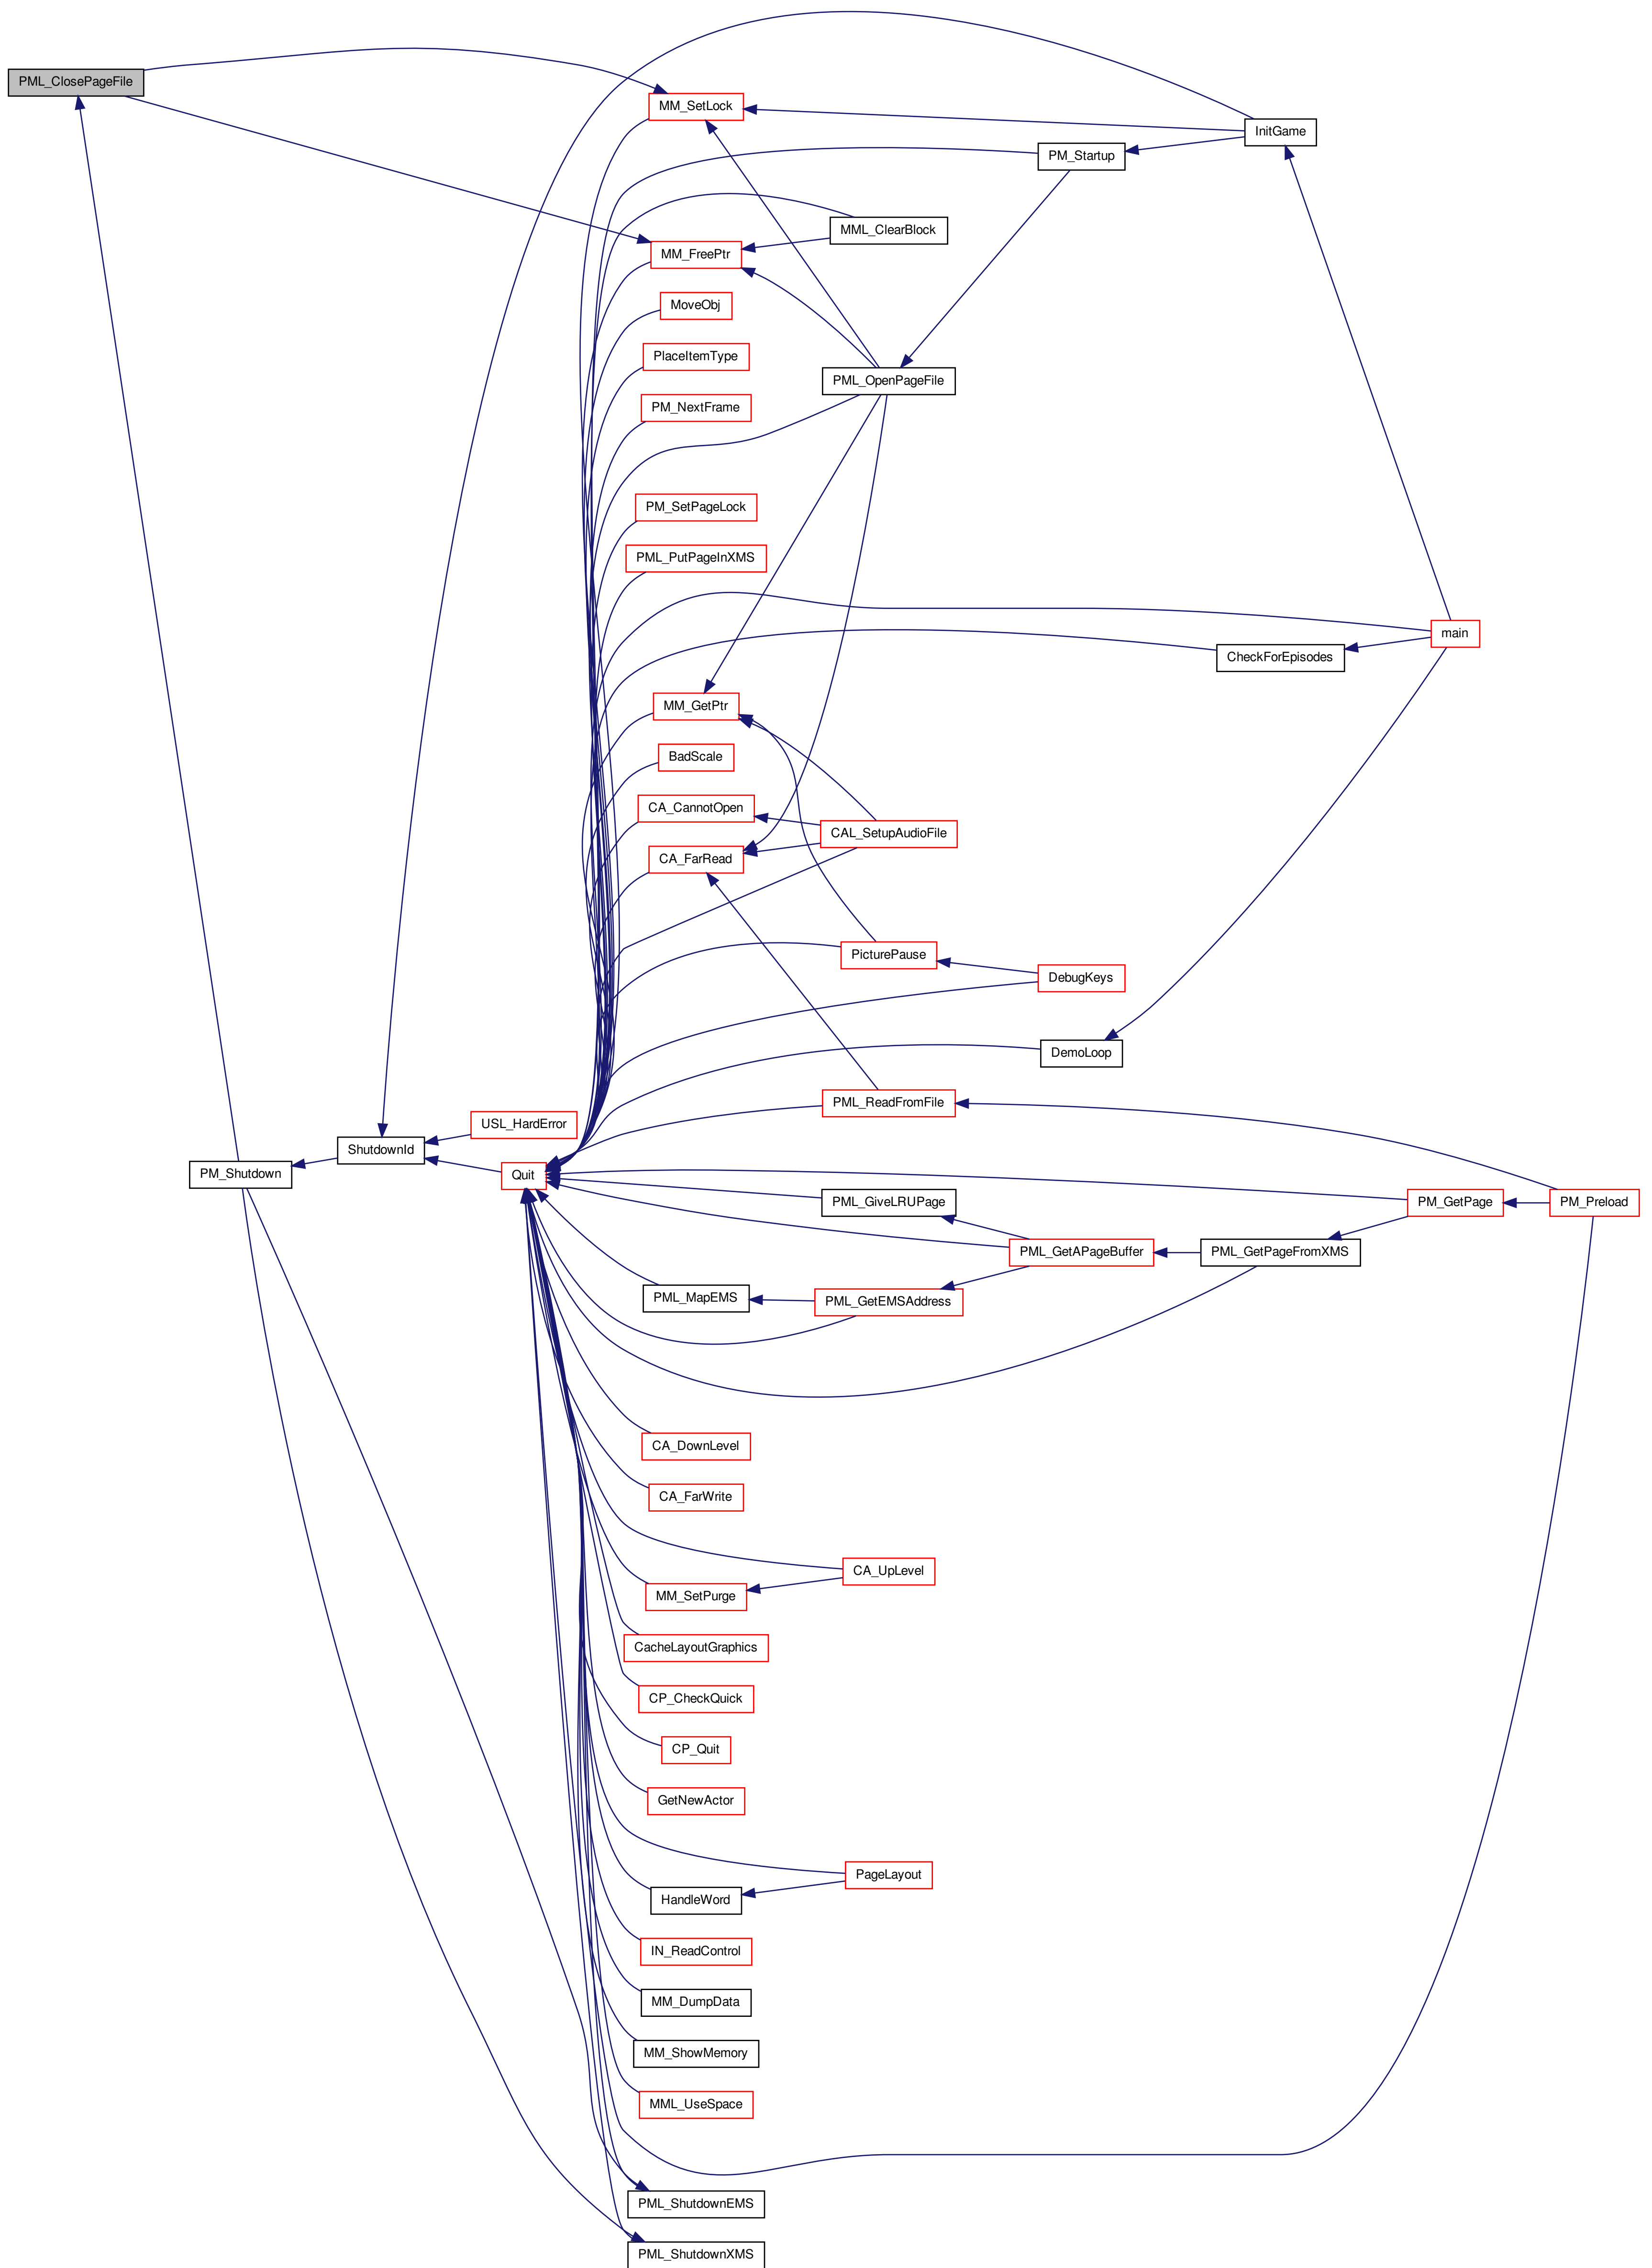 PML_ClosePageFile
MM_SetLock
InitGame
PM_Startup
MML_ClearBlock
MM_FreePtr
MoveObj
PlaceItemType
PML_OpenPageFile
PM_NextFrame
PM_SetPageLock
PML_PutPageInXMS
main
CheckForEpisodes
MM_GetPtr
BadScale
CA_CannotOpen
CAL_SetupAudioFile
CA_FarRead
PicturePause
DebugKeys
DemoLoop
PML_ReadFromFile
USL_HardError
ShutdownId
PM_Shutdown
Quit
PML_GiveLRUPage
PM_GetPage
PM_Preload
PML_GetAPageBuffer
PML_GetPageFromXMS
PML_MapEMS
PML_GetEMSAddress
CA_DownLevel
CA_FarWrite
CA_UpLevel
MM_SetPurge
CacheLayoutGraphics
CP_CheckQuick
CP_Quit
GetNewActor
PageLayout
HandleWord
IN_ReadControl
MM_DumpData
MM_ShowMemory
MML_UseSpace
PML_ShutdownEMS
PML_ShutdownXMS